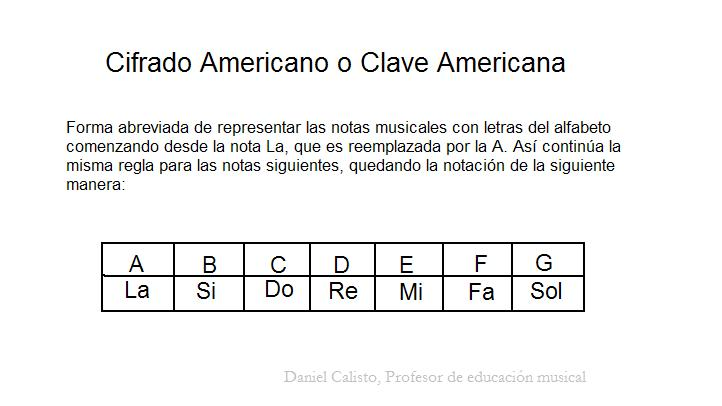 Cifrado Americano o Clave Americana
Forma abreviada de representar las notas musicales con letras del alfabeto
comenzando desde la nota La, que es reemplazada por la A. Así continúa la
misma regla para las notas siguientes, quedando la notación de la siguiente
manera:
A B C D E F G
La Si Do Re Mi Fa Sol
Daniel Calisto, Profesor de educación musical